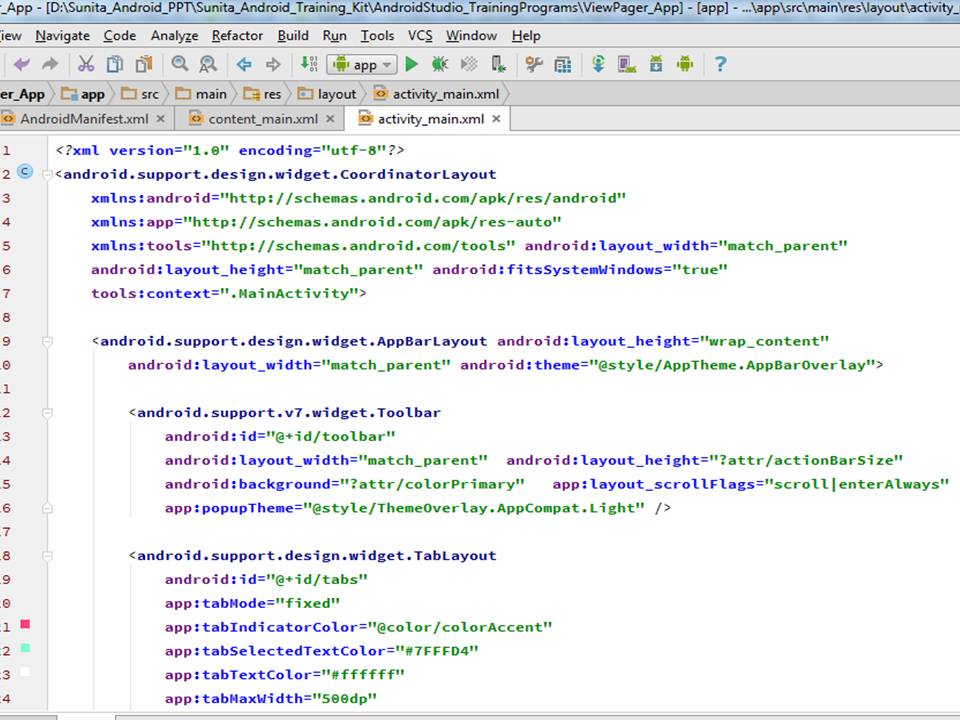 r_App - [D:\Sunita_Android_PPT\Sunita_Android_Training_Kit\AndroidStudio_TrainingPrograms\ViewPager_App] - [app] - ...\app\src\main\res\layout\activity_
iew Navigate Code Analyze Refactor Build Run Tools VCS Window Help
app ?
er_App app src main res layout activity_main.xml
AndroidManifest.xml × content_main.xml × activity_main.xml ×
1 <?xml version="1.0" encoding="utf-8"?>
2 C <android.support.design.widget.CoordinatorLayout
3 xmlns:android="http://schemas.android.com/apk/res/android"
4 xmlns:app="http://schemas.android.com/apk/res-auto"
5 xmlns:tools="http://schemas.android.com/tools" android:layout_width="match_parent"
6 android:layout_height="match_parent" android:fitsSystemWindows="true"
7 tools:context=".MainActivity">
8
9 <android.support.design.widget.AppBarLayout android:layout_height="wrap_content"
0 android:layout_width="match_parent" android:theme="@style/AppTheme.AppBarOverlay">
1
2 <android.support.v7.widget.Toolbar
3 android:id="@+id/toolbar"
4 android:layout_width="match_parent" android:layout_height="?attr/actionBarSize"
5 android:background="?attr/colorPrimary" app:layout_scrollFlags="scroll|enterAlways"
6 app:popupTheme="@style/ThemeOverlay.AppCompat.Light" />
7
8 <android.support.design.widget.TabLayout
9 android:id="@+id/tabs"
0 app:tabMode="fixed"
1 app:tabIndicatorColor="@color/colorAccent"
2 app:tabSelectedTextColor="#7FFFD4"
3 app:tabTextColor="#ffffff"
4 app:tabMaxWidth="500dp"